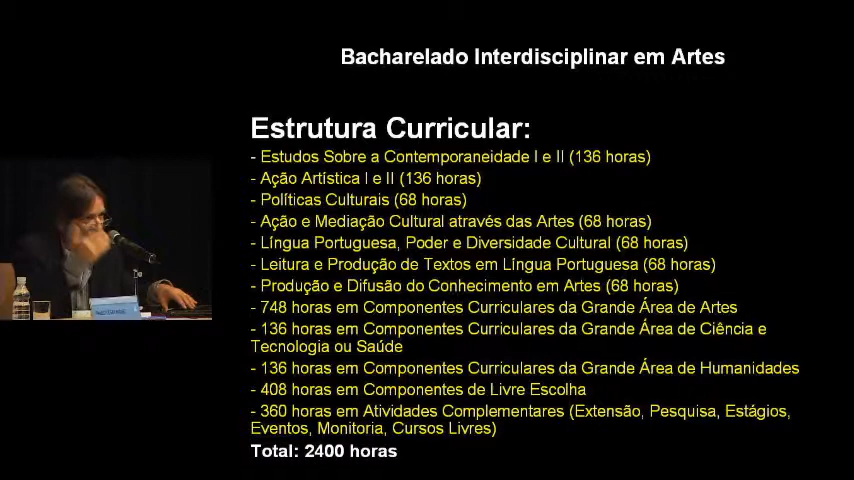 Bacharelado Interdisciplinar em Artes
Estrutura Curricular:
- Estudos Sobre a Contemporaneidade I e II (136 horas)
- Ação Artística I e II (136 horas)
- Políticas Culturais (68 horas)
- Ação e Mediação Cultural através das Artes (68 horas)
- Língua Portuguesa, Poder e Diversidade Cultural (68 horas)
- Leitura e Produção de Textos em Língua Portuguesa (68 horas)
- Produção e Difusão do Conhecimento em Artes (68 horas)
- 748 horas em Componentes Curriculares da Grande Área de Artes
- 136 horas em Componentes Curriculares da Grande Área de Ciência e
Tecnologia ou Saúde
- 136 horas em Componentes Curriculares da Grande Área de Humanidades
- 408 horas em Componentes de Livre Escolha
- 360 horas em Atividades Complementares (Extensão, Pesquisa, Estágios,
Eventos, Monitoria, Cursos Livres)
Total: 2400 horas